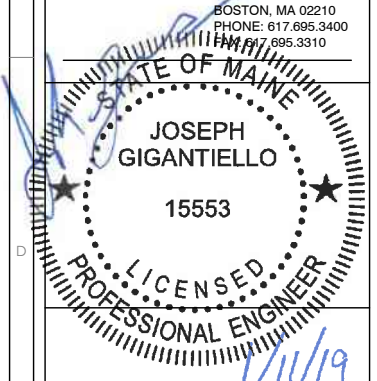 BOSTON, MA 02210
PHONE: 617.695.3400
FAX: 617.695.3310
STATE OF MAINE
JOSEPH
GIGANTIELLO
15553
LICENSED
PROFESSIONAL ENGINEER
D
1/11/19